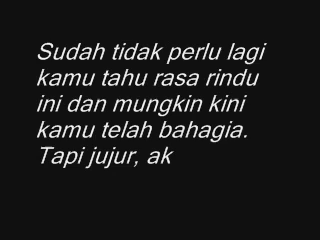 Sudah tidak perlu lagi
kamu tahu rasa rindu
ini dan mungkin kini
kamu telah bahagia.
Tapi jujur, ak